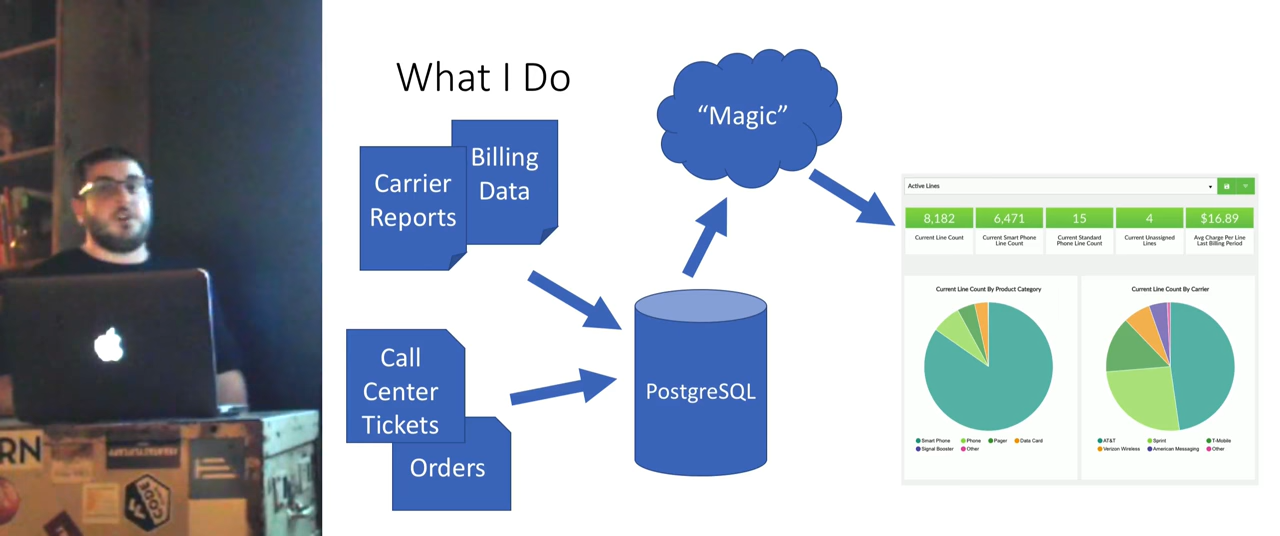 What I Do
"Magic"
Billing
Data
Carrier
Reports
Call
Center
Tickets
Orders
PostgreSQL
Active Lines
8,182
6,471
15
4
$16.89
Current Line Count
Current Smart Phone
Line Count
Current Standard
Phone Line Count
Current Unassigned
Lines
Avg Charge Per Line
Last Billing Period
Current Line Count By Product Category
Smart Phone
Phone
Pager
Data Card
Signal Booster
Other
Current Line Count By Carrier
AT&T
Sprint
T-Mobile
Verizon Wireless
American Messaging
Other
RN
CODE